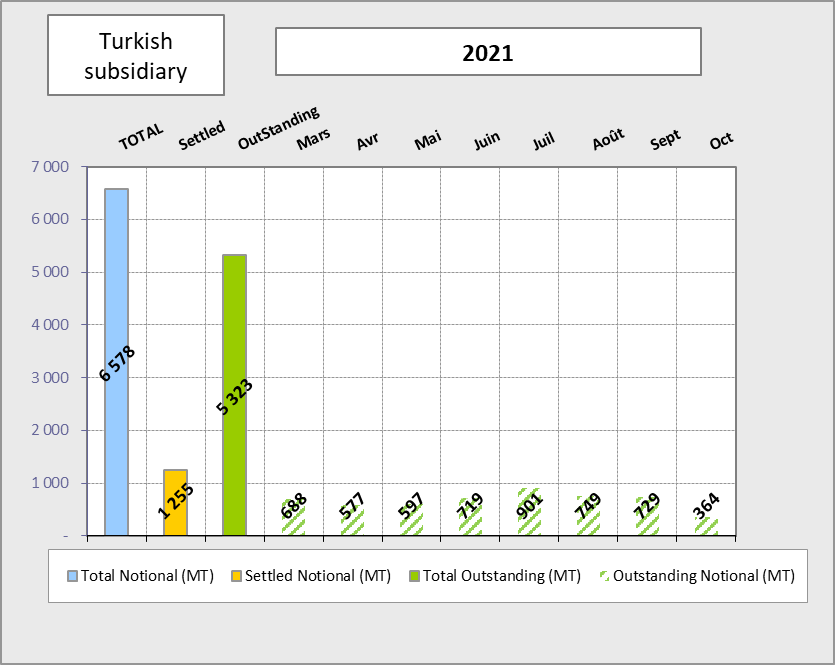 Turkish
subsidiary
2021
TOTAL Settled OutStanding Mars Avr Mai Juin Juil Août Sept Oct
7 000
6 000
5 000
4 000
3 000
2 000
1 000
-
6 578 1 255 5 323 688 577 597 719 901 749 729 364
Total Notional (MT) Settled Notional (MT) Total Outstanding (MT) Outstanding Notional (MT)